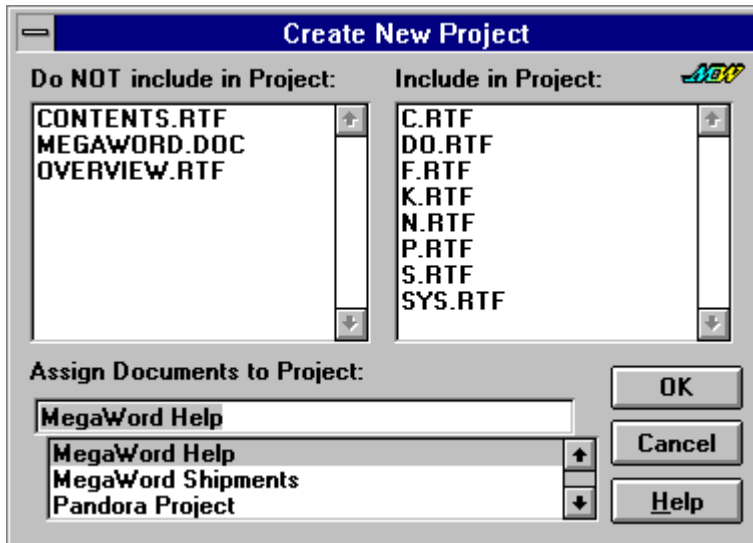 Create New Project
Do NOT include in Project:
Include in Project:
CONTENTS.RTF
MEGAWORD.DOC
OVERVIEW.RTF
C.RTF
DO.RTF
F.RTF
K.RTF
N.RTF
P.RTF
S.RTF
SYS.RTF
Assign Documents to Project:
MegaWord Help
MegaWord Help
MegaWord Shipments
Pandora Project
OK
Cancel
Help